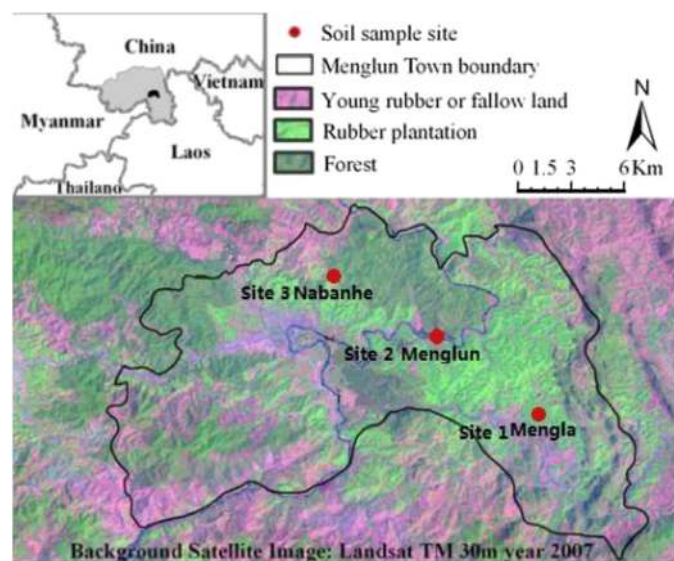 China
Vietnam
Myanmar
Laos
Thailano
Soil sample site
Menglun Town boundary
Young rubber or fallow land
Rubber plantation
Forest
N
0 1.5 3 6 Km
Site 3 Nabanhe
Site 2 Menglun
Site 1 Mengla
Background Satellite Image: Landsat TM 30m year 2007